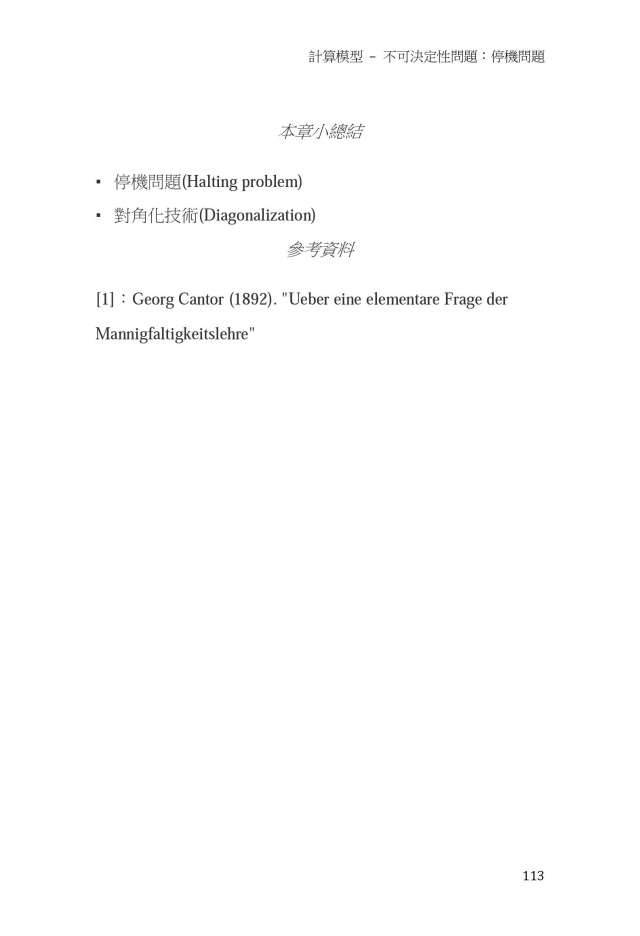 計算模型 – 不可決定性問題：停機問題
本章小總結
▪ 停機問題(Halting problem)
▪ 對角化技術(Diagonalization)
參考資料
[1]：Georg Cantor (1892). "Ueber eine elementare Frage der
Mannigfaltigkeitslehre"
113